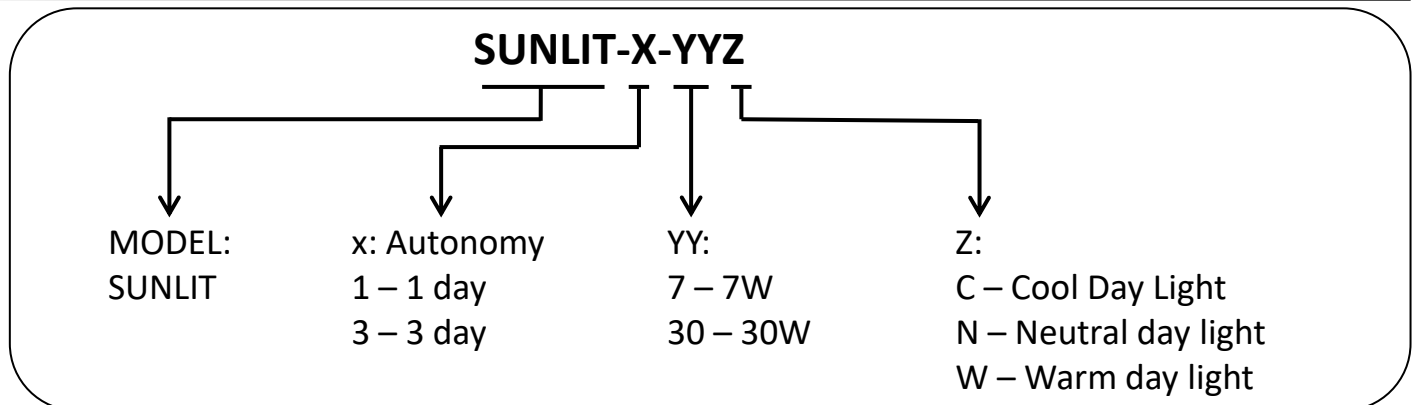 SUNLIT-X-YYZ
MODEL:
SUNLIT
x: Autonomy
1 – 1 day
3 – 3 day
YY:
7 – 7W
30 – 30W
Z:
C – Cool Day Light
N – Neutral day light
W – Warm day light